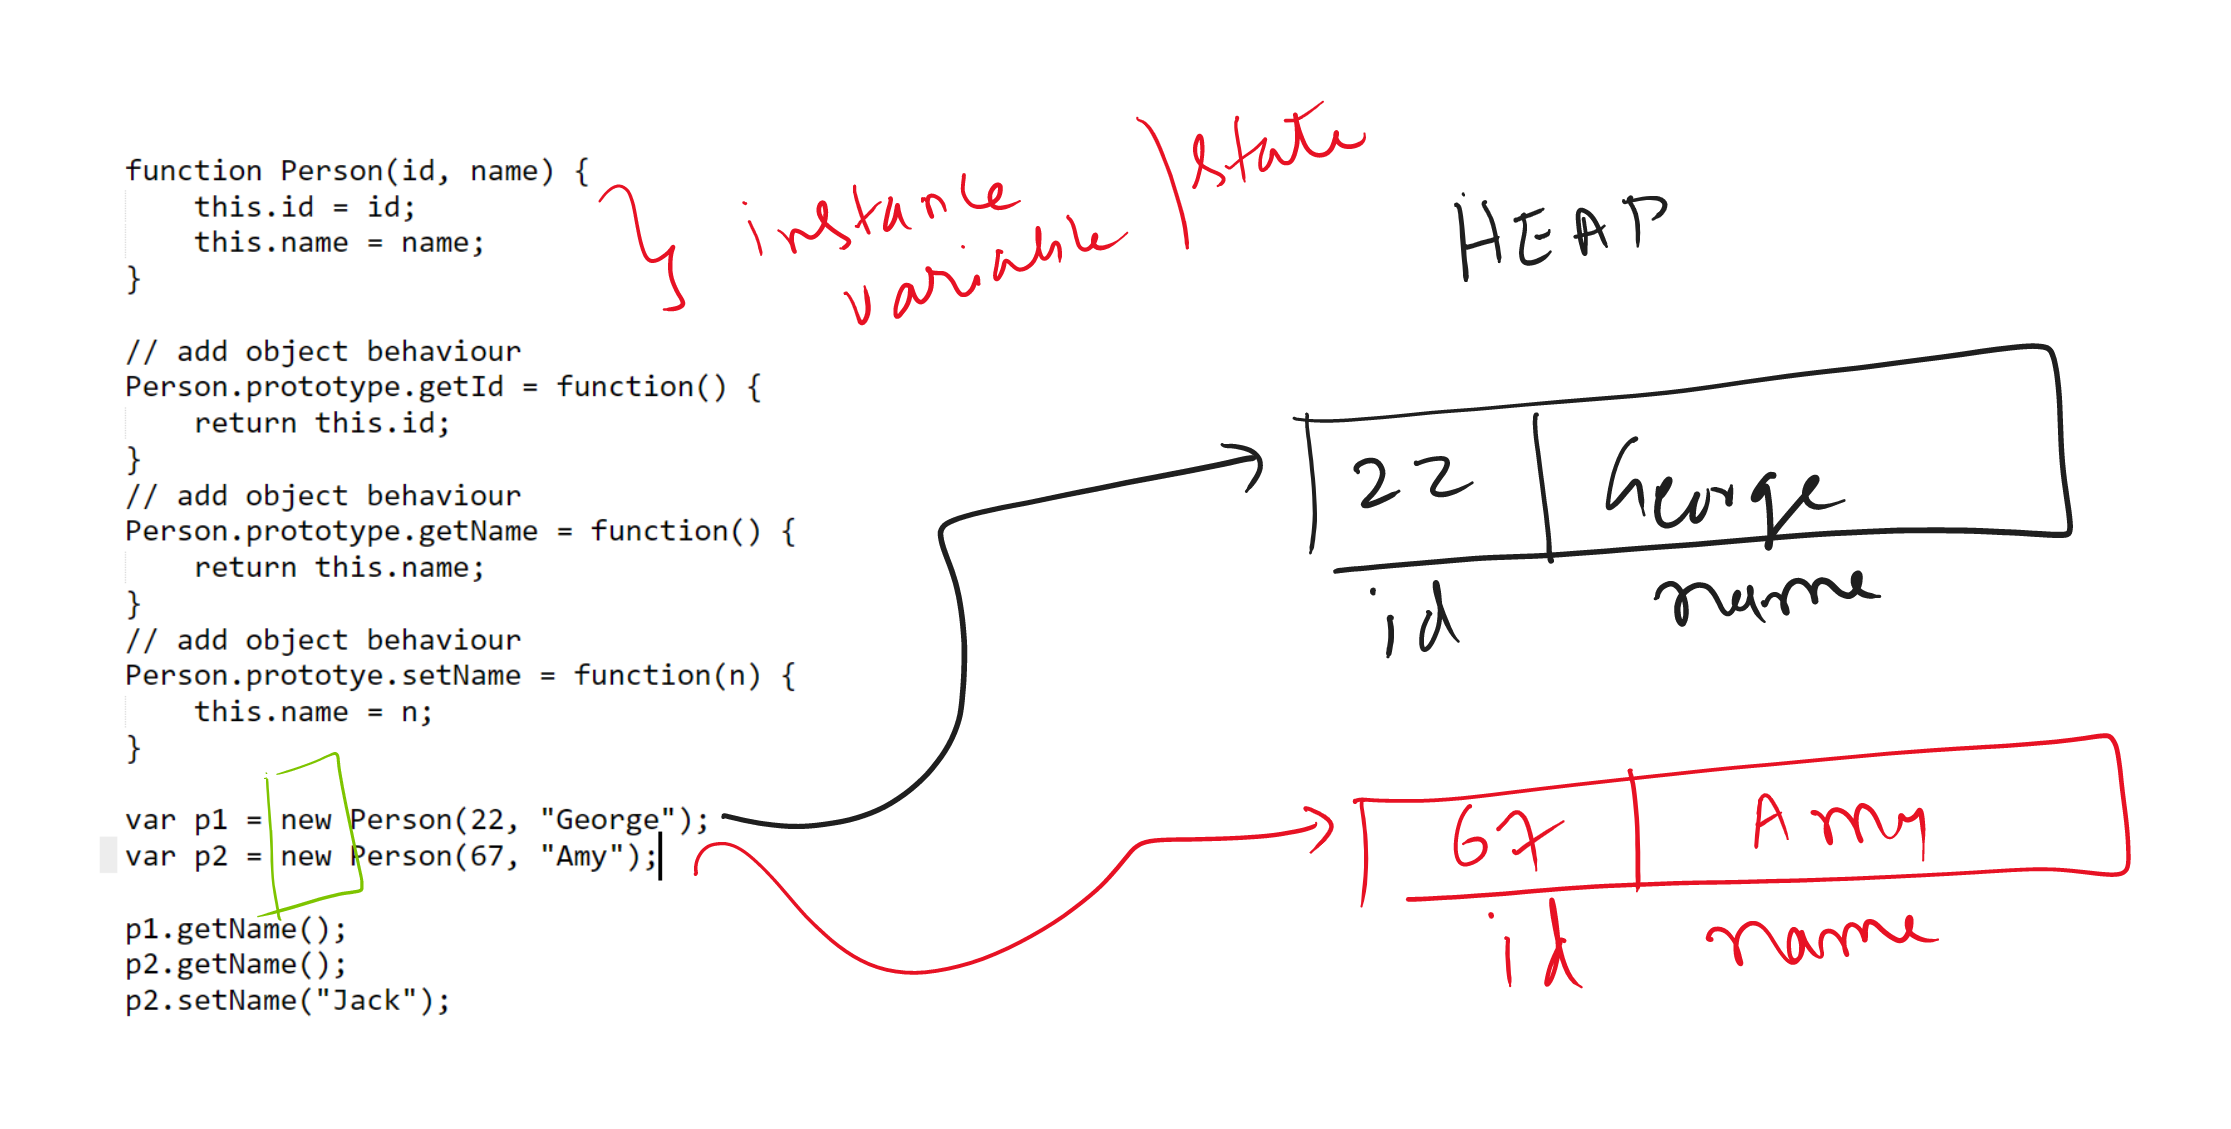 function Person(id, name) {
this.id = id;
this.name = name;
}
// add object behaviour
Person.prototype.getId = function() {
return this.id;
}
// add object behaviour
Person.prototype.getName = function() {
return this.name;
}
// add object behaviour
Person.prototye.setName = function(n) {
this.name = n;
}
var p1 = new Person(22, "George");
var p2 = new Person(67, "Amy");
p1.getName();
p2.getName();
p2.setName("Jack");
instance
variable / state
HEAP
22 George
id name
67 Amy
id name